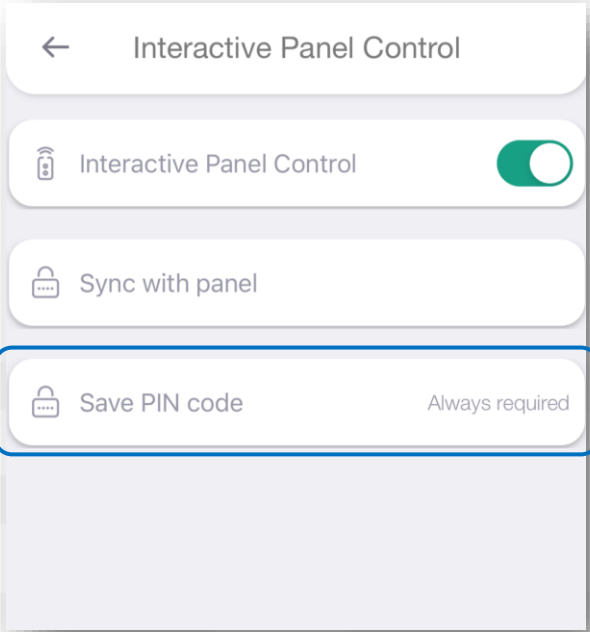 Interactive Panel Control
Interactive Panel Control
Sync with panel
Save PIN code Always required